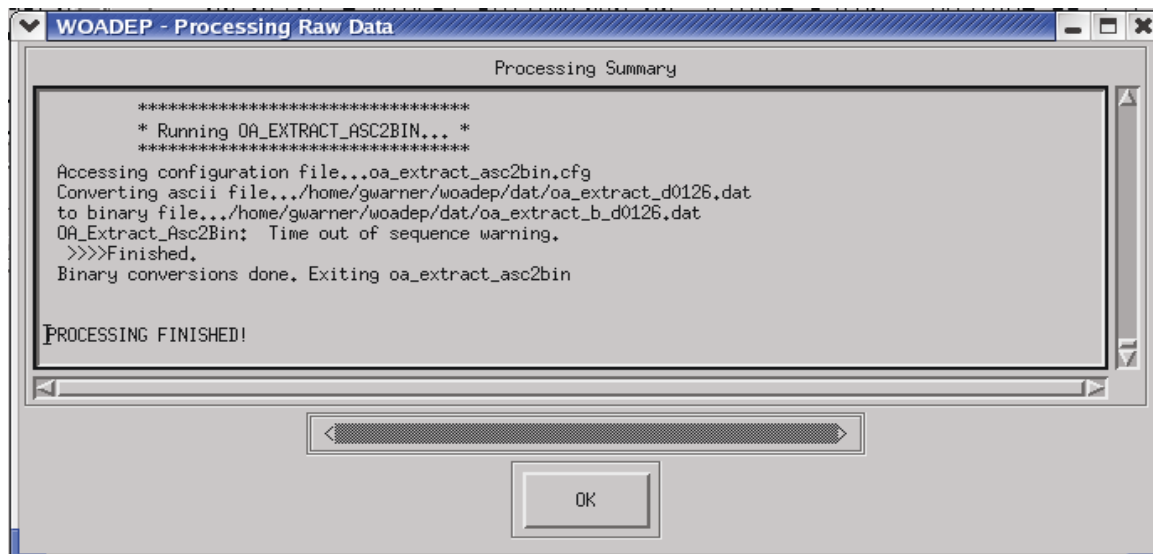 WOADEP - Processing Raw Data
Processing Summary
*********************************
* Running OA_EXTRACT_ASC2BIN... *
*********************************
Accessing configuration file...oa_extract_asc2bin.cfg
Converting ascii file.../home/gwarner/woadep/dat/oa_extract_d0126.dat
to binary file.../home/gwarner/woadep/dat/oa_extract_b_d0126.dat
OA_Extract_Asc2Bin:  Time out of sequence warning.
>>>>Finished.
Binary conversions done. Exiting oa_extract_asc2bin
PROCESSING FINISHED!
OK